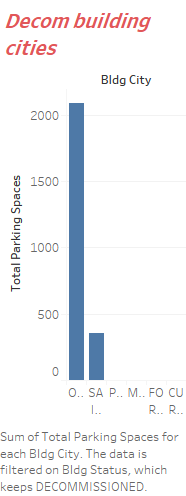 Decom building
cities
Bldg City
Total Parking Spaces
2000
1500
1000
500
0
O.. SA I.. P.. M.. FO R.. CU R..
Sum of Total Parking Spaces for
each Bldg City. The data is
filtered on Bldg Status, which
keeps DECOMMISSIONED.